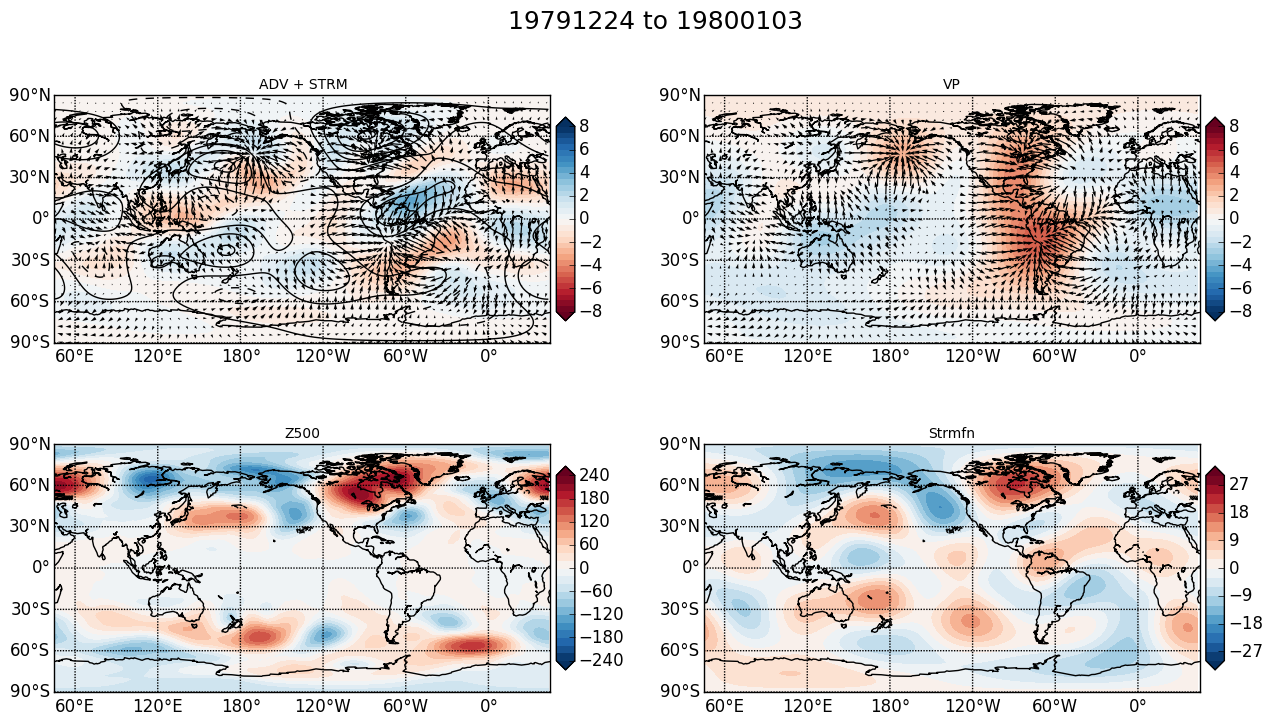 19791224 to 19800103
ADV + STRM
90°N
60°N
30°N
0°
30°S
60°S
90°S
60°E 120°E 180° 120°W 60°W 0°
8
6
4
2
0
−2
−4
−6
−8
VP
90°N
60°N
30°N
0°
30°S
60°S
90°S
60°E 120°E 180° 120°W 60°W 0°
8
6
4
2
0
−2
−4
−6
−8
Z500
90°N
60°N
30°N
0°
30°S
60°S
90°S
60°E 120°E 180° 120°W 60°W 0°
240
180
120
60
0
−60
−120
−180
−240
Strmfn
90°N
60°N
30°N
0°
30°S
60°S
90°S
60°E 120°E 180° 120°W 60°W 0°
27
18
9
0
−9
−18
−27